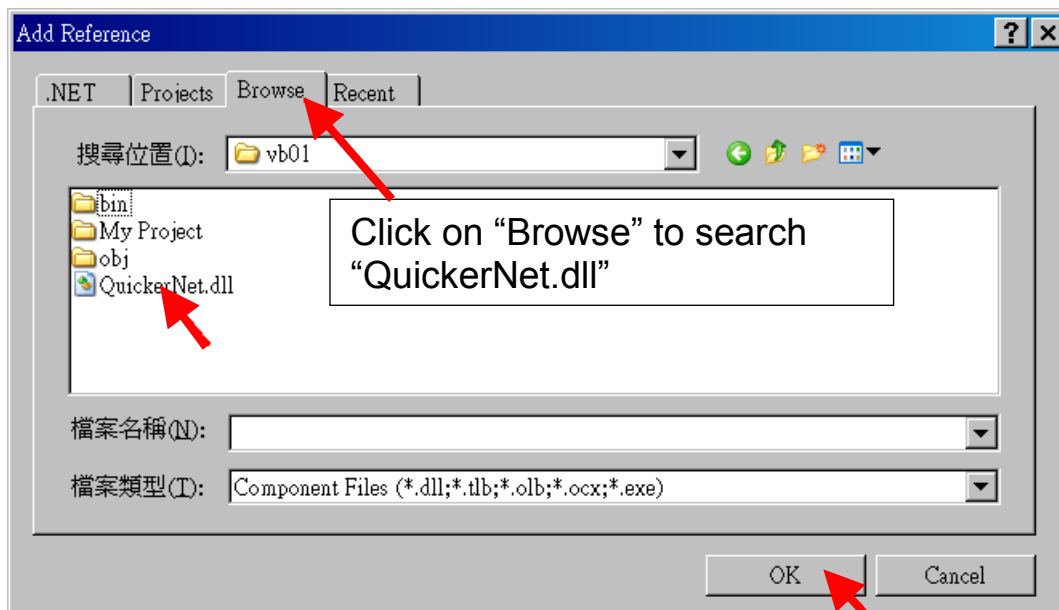 Add Reference
.NET Projects Browse Recent
搜尋位置(I): vb01
bin
My Project
obj
QuickerNet.dll
Click on “Browse” to search
“QuickerNet.dll”
檔案名稱(N):
檔案類型(T): Component Files (*.dll;*.tlb;*.olb;*.ocx;*.exe)
OK Cancel